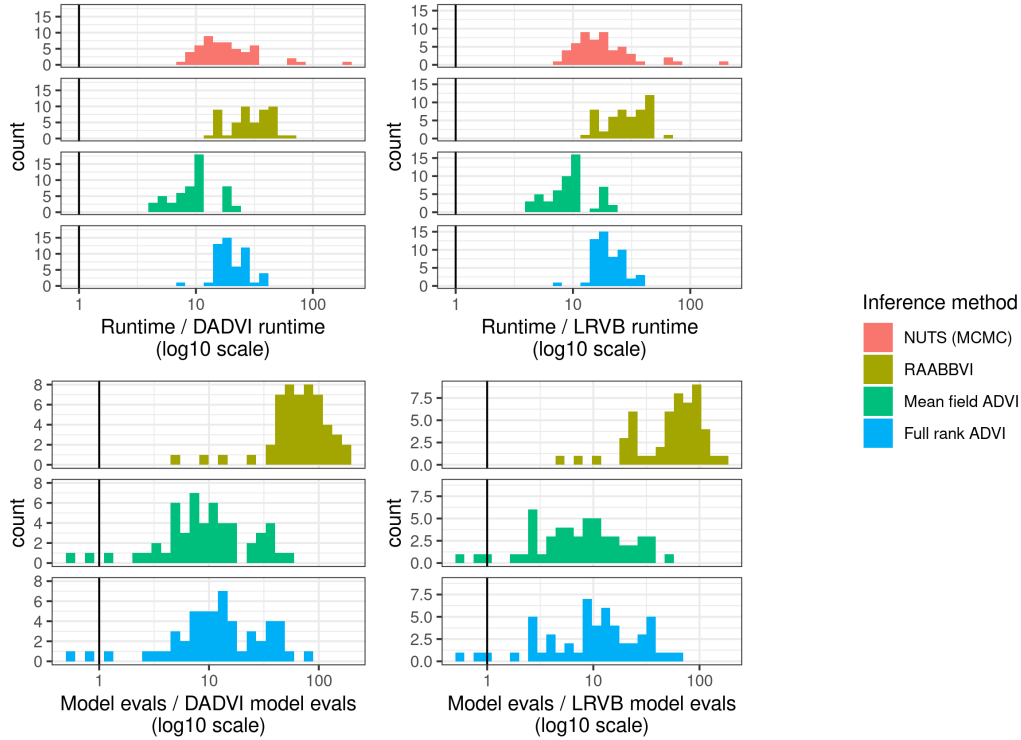 15
10
5
0
15
10
5
0
15
10
5
0
15
10
5
0
count
1 10 100
Runtime / DADVI runtime
(log10 scale)
15
10
5
0
15
10
5
0
15
10
5
0
15
10
5
0
count
1 10 100
Runtime / LRVB runtime
(log10 scale)
8
6
4
2
0
8
6
4
2
0
8
6
4
2
0
count
1 10 100
Model evals / DADVI model evals
(log10 scale)
7.5
5.0
2.5
0.0
7.5
5.0
2.5
0.0
7.5
5.0
2.5
0.0
count
1 10 100
Model evals / LRVB model evals
(log10 scale)
Inference method
NUTS (MCMC)
RAABBVI
Mean field ADVI
Full rank ADVI